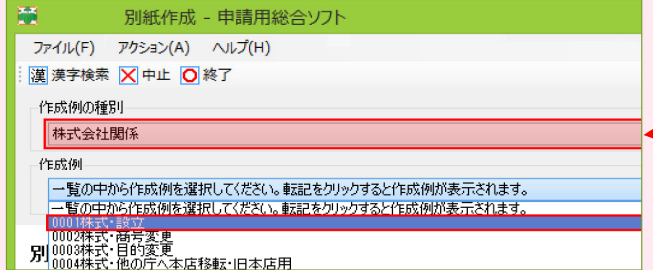 別紙作成 - 申請用総合ソフト
ファイル(F) アクション(A) ヘルプ(H)
漢 漢字検索 中止 終了
作成例の種別
株式会社関係
作成例
一覧の中から作成例を選択してください。転記をクリックすると作成例が表示されます。
一覧の中から作成例を選択してください。転記をクリックすると作成例が表示されます。
0001株式・設立
0002株式・商号変更
別
0003株式・目的変更
0004株式・他の庁へ本店移転・旧本店用